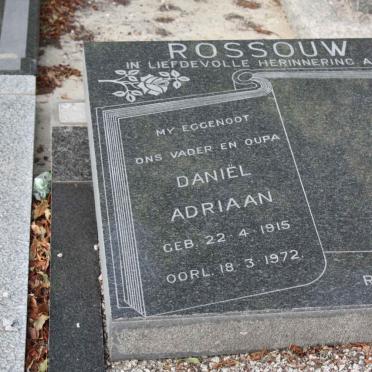 ROSSOUW
IN LIEFDEVOLLE HERINNERING A
MY EGGENOOT
ONS VADER EN OUPA
DANIËL
ADRIAAN
GEB. 22. 4. 1915
OORL. 18. 3. 1972
R